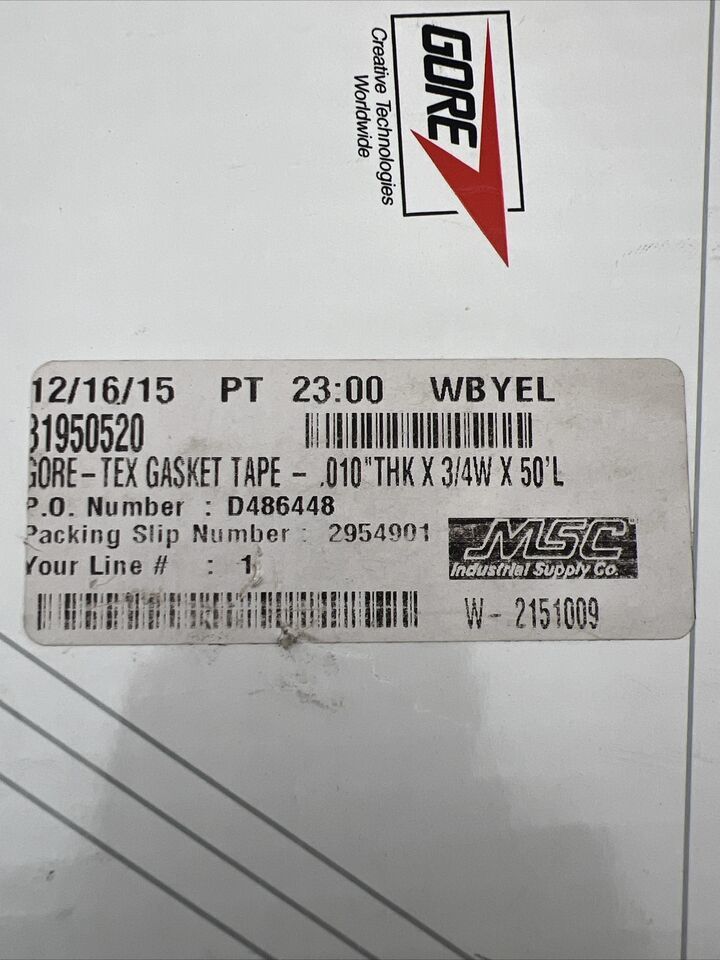 GORE
Creative Technologies
Worldwide
12/16/15 PT 23:00 WBYEL
31950520
GORE-TEX GASKET TAPE - .010"THK X 3/4W X 50'L
P.O. Number : D486448
Packing Slip Number : 2954901
Your Line # : 1
MSC
Industrial Supply Co.
W- 2151009